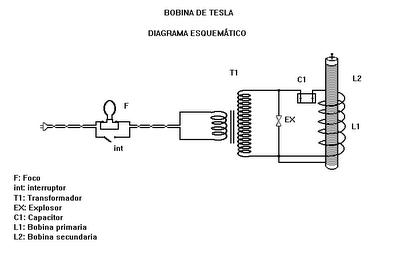 BOBINA DE TESLA
DIAGRAMA ESQUEMÁTICO
T1
C1
L2
F
EX
L1
int
F: Foco
int: interruptor
T1: Transformador
EX: Explosor
C1: Capacitor
L1: Bobina primaria
L2: Bobina secundaria